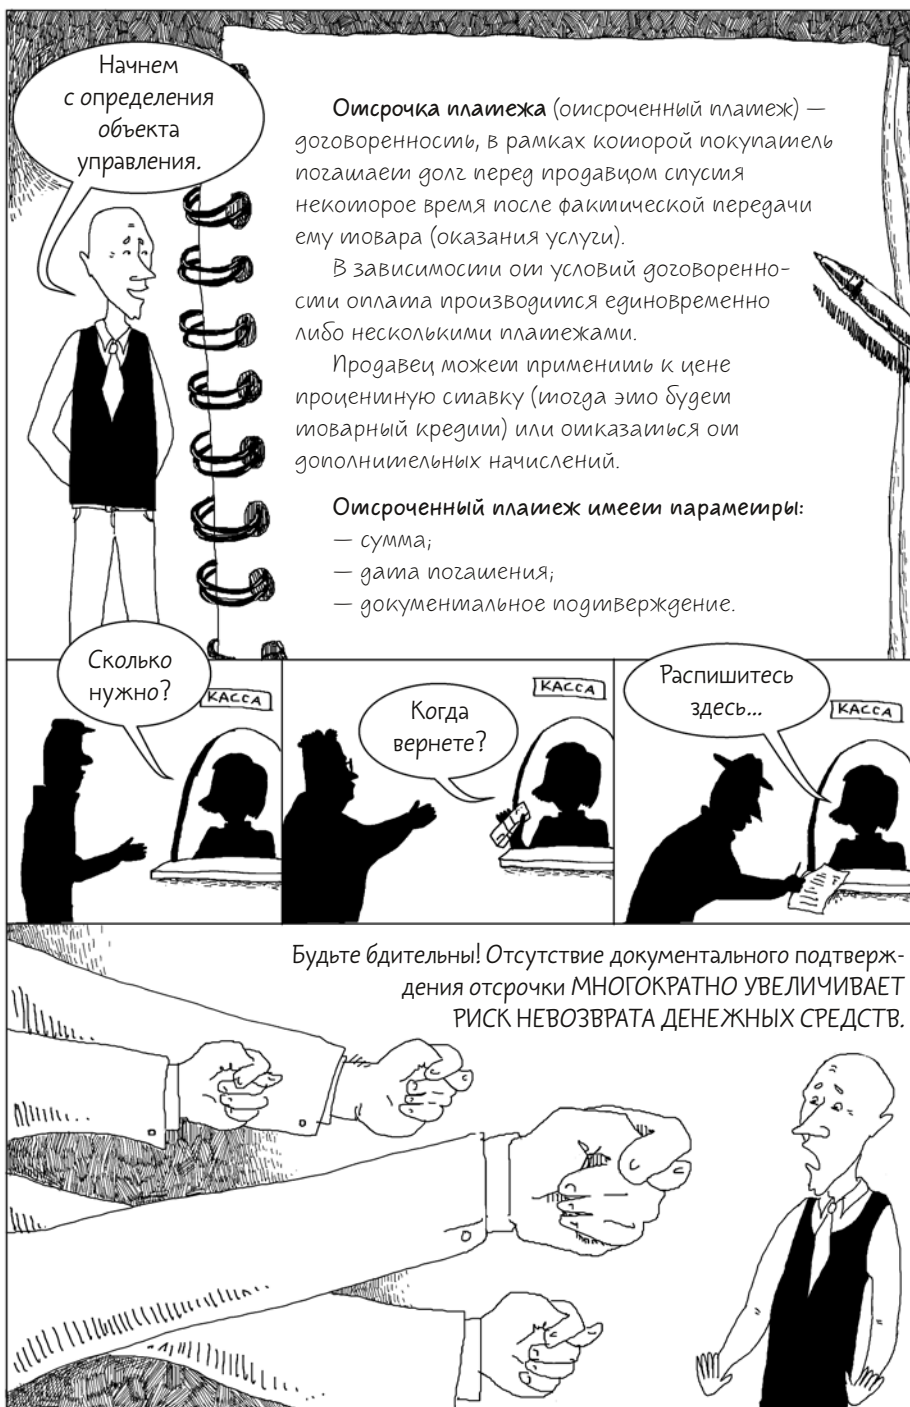 Начнем
с определения
объекта
управления.
Отсрочка платежа (отсроченный платеж) —
договоренность, в рамках которой покупатель
погашает долг перед продавцом спустя
некоторое время после фактической передачи
ему товара (оказания услуги).
В зависимости от условий договоренно-
сти оплата производится единовременно
либо несколькими платежами.
Продавец может применить к цене
процентную ставку (тогда это будет
товарный кредит) или отказаться от
дополнительных начислений.
Отсроченный платеж имеет параметры:
— сумма;
— дата погашения;
— документальное подтверждение.
Сколько
нужно?
КАССА
Когда
вернете?
КАССА
Распишитесь
здесь...
КАССА
Будьте бдительны! Отсутствие документального подтверж-
дения отсрочки МНОГОКРАТНО УВЕЛИЧИВАЕТ
РИСК НЕВОЗВРАТА ДЕНЕЖНЫХ СРЕДСТВ.